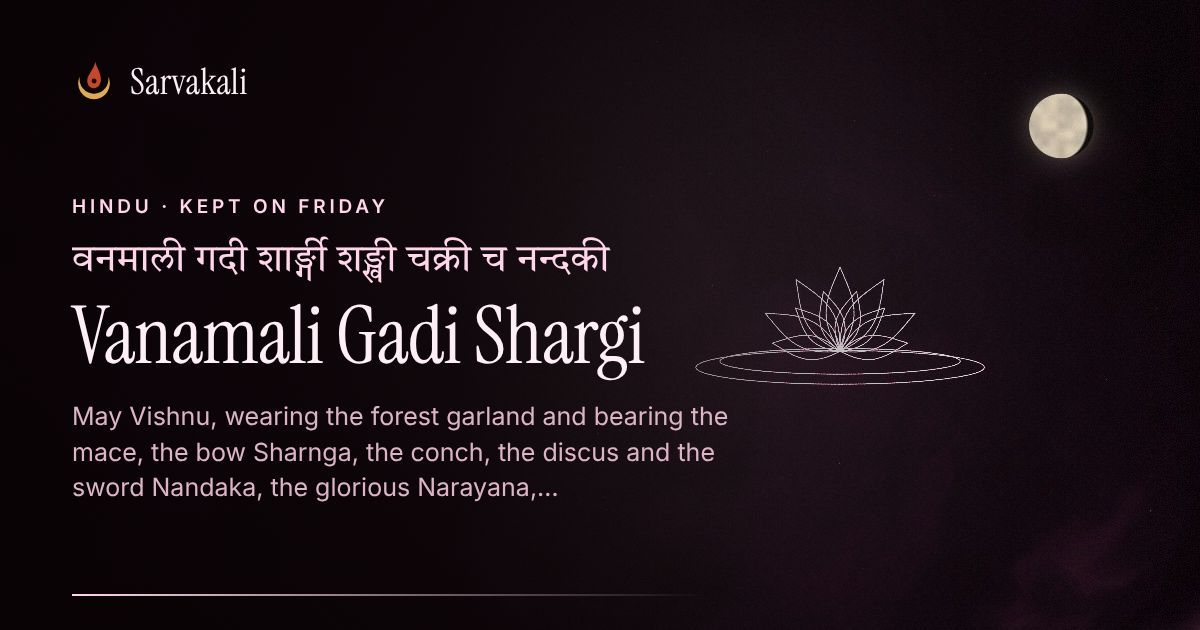 Sarvakali
HINDU · KEPT ON FRIDAY
वनमाली गदी शार्ङ्गी शङ्खी चक्री च नन्दकी
Vanamali Gadi Shargi
May Vishnu, wearing the forest garland and bearing the
mace, the bow Sharnga, the conch, the discus and the
sword Nandaka, the glorious Narayana,...